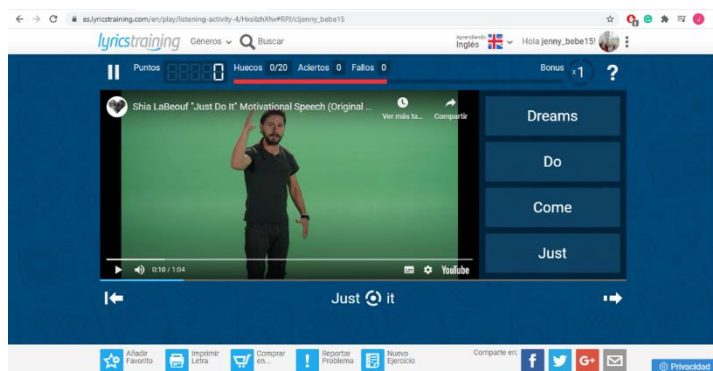 es.lyricstraining.com/en/play/listening-activity-4/
lyricstraining Géneros Buscar Aprendiendo Inglés Hola jenny_bebe15!
Puntos 0 Huecos 0/20 Aciertos 0 Fallos 0 Bonus x1 ?
Shia LaBeouf "Just Do It" Motivational Speech (Original ...
Ver más ta... Compartir
Dreams
Do
Come
Just
0:10 / 1:04 YouTube
Just it
Añadir Favorito
Imprimir Letra
Comprar en...
Reportar Problema
Nuevo Ejercicio
Comparte en:
f G+
Privacidad